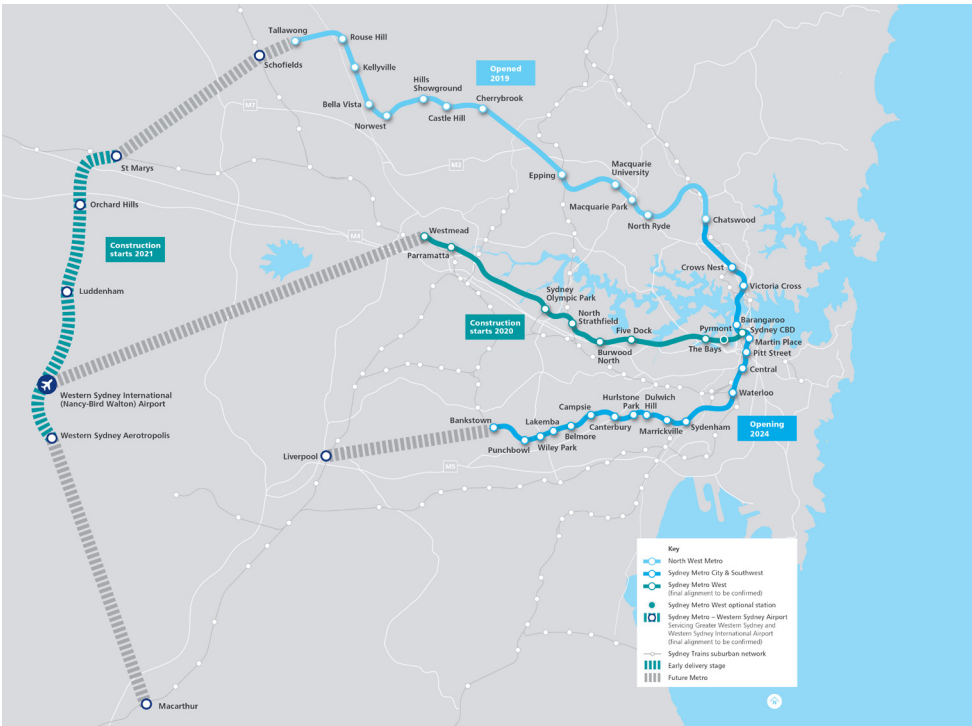 Tallawong
Rouse Hill
Schofields
Kellyville
Opened
2019
Hills
Showground
Cherrybrook
Bella Vista
Castle Hill
M7
Norwest
St Marys
M2
Macquarie
University
Epping
Orchard Hills
Macquarie Park
North Ryde
Chatswood
Westmead
M4
Construction
starts 2021
Parramatta
Crows Nest
Luddenham
Victoria Cross
Sydney
Olympic Park
North
Strathfield
Construction
starts 2020
Five Dock
Pymont
Barangaroo
Sydney CBD
Martin Place
The Bays
Burwood
North
Pitt Street
Central
Western Sydney International
(Nancy-Bird Walton) Airport
Waterloo
Hurlstone
Park
Dulwich
Hill
Campsie
Bankstown
Lakemba
Canterbury
Marrickville
Sydenham
Belmore
Wiley Park
Punchbowl
Opening
2024
Western Sydney Aerotropolis
Liverpool
M5
Macarthur
Key
North West Metro
Sydney Metro City & Southwest
Sydney Metro West
(final alignment to be confirmed)
Sydney Metro West optional station
Sydney Metro – Western Sydney Airport
Servicing Greater Western Sydney and
Western Sydney International Airport
(final alignment to be confirmed)
Sydney Trains suburban network
Early delivery stage
Future Metro
N